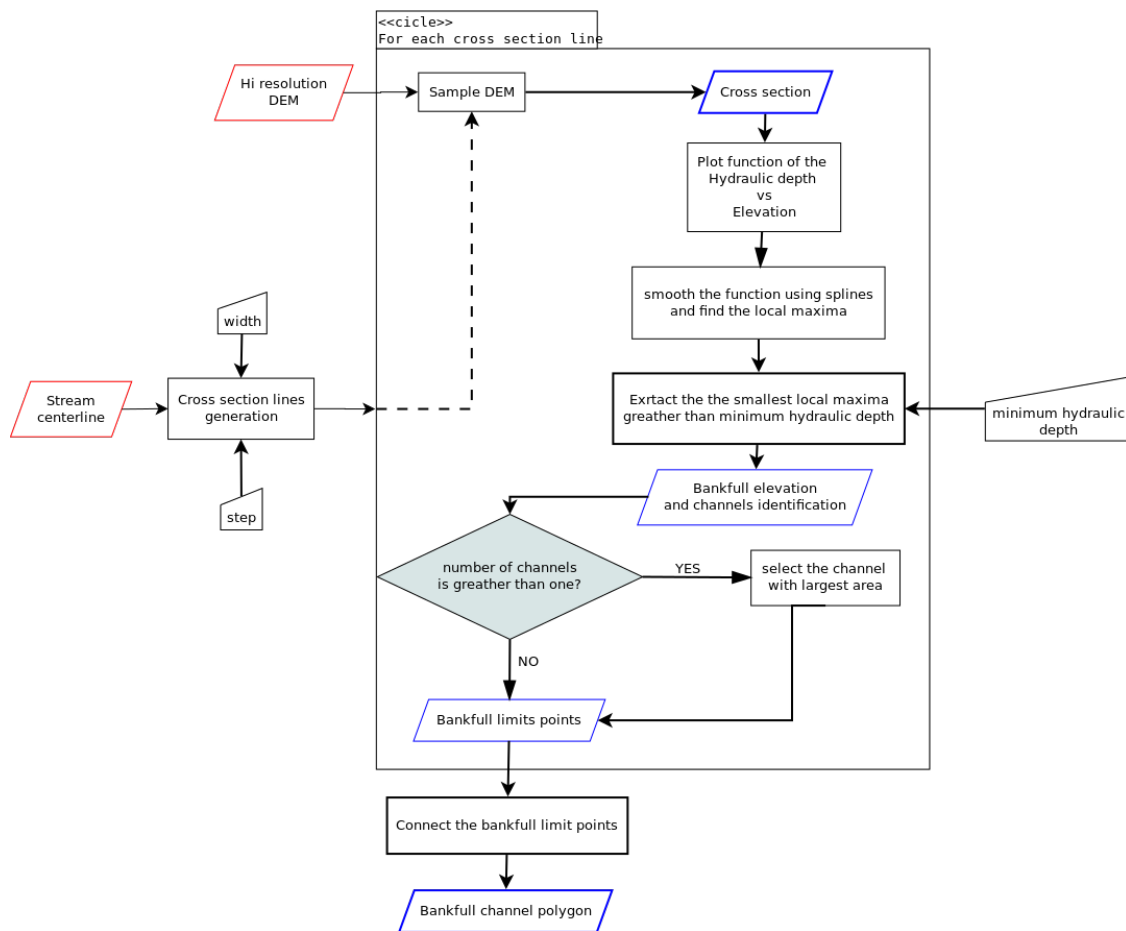 <<cicle>>
For each cross section line
Hi resolution
DEM
Sample DEM
Cross section
Plot function of the
Hydraulic depth
vs
Elevation
smooth the function using splines
and find the local maxima
width
Stream
centerline
Cross section lines
generation
step
Exrtact the the smallest local maxima
greather than minimum hydraulic depth
minimum hydraulic
depth
Bankfull elevation
and channels identification
number of channels
is greather than one?
YES
select the channel
with largest area
NO
Bankfull limits points
Connect the bankfull limit points
Bankfull channel polygon